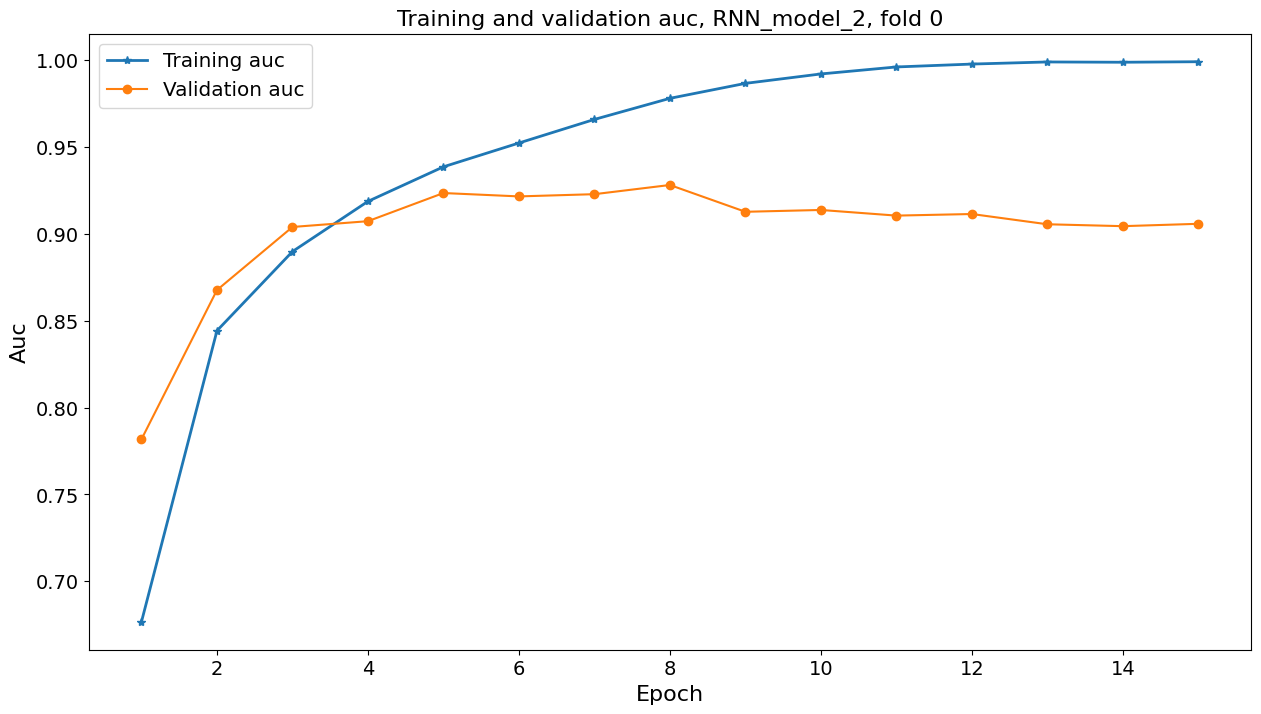 Training and validation auc, RNN_model_2, fold 0
Training auc
Validation auc
1.00
0.95
0.90
0.85
0.80
0.75
0.70
Auc
2 4 6 8 10 12 14
Epoch